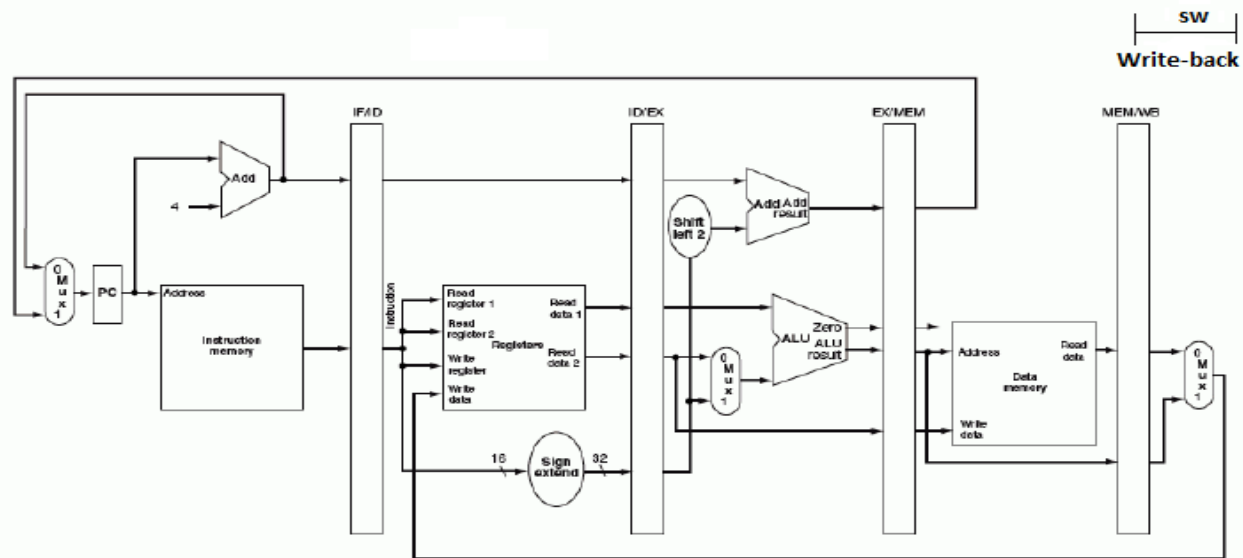 sw
Write-back
IF/ID
ID/EX
EX/MEM
MEM/WB
Add
4
Add Add
result
Shift
left 2
0
M
u
x
1
PC
Address
Instruction
memory
Instruction
Read
register 1
Read
register 2
Registers
Write
register
Write
data
Read
data 1
Read
data 2
0
M
u
x
1
Zero
ALU
ALU
result
Address
Read
data
Data
memory
Write
data
0
M
u
x
1
16
Sign
extend
32